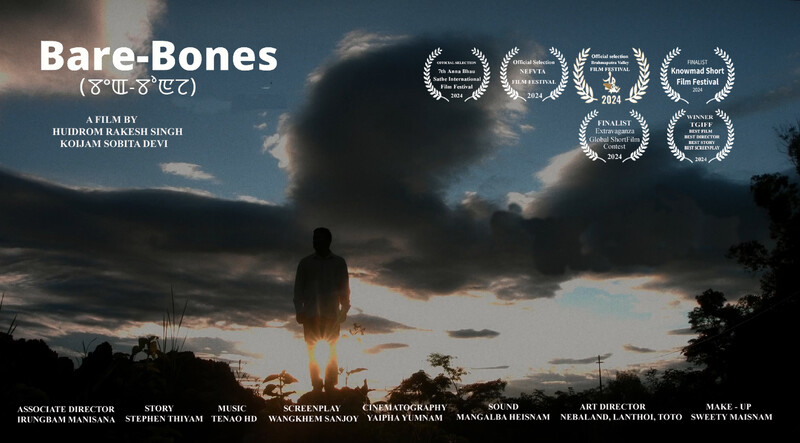 Bare-Bones
A FILM BY
HUIDROM RAKESH SINGH
KOIJAM SOBITA DEVI
OFFICIAL SELECTION
7th Anna Bhau
Sathe International
Film Festival
2024
Official Selection
NEFVTA
FILM FESTIVAL
2024
Official selection
Brahmaputra Valley
FILM FESTIVAL
2024
FINALIST
Knowmad Short
Film Festival
2024
FINALIST
Extravaganza
Global ShortFilm
Contest
2024
WINNER
TGIFF
BEST FILM
BEST DIRECTOR
BEST STORY
BEST SCREENPLAY
2024
ASSOCIATE DIRECTOR
IRUNGBAM MANISANA
STORY
STEPHEN THIYAM
MUSIC
TENAO HD
SCREENPLAY
WANGKHEM SANJOY
CINEMATOGRAPHY
YAIPHA YUMNAM
SOUND
MANGALBA HEISNAM
ART DIRECTOR
NEBALAND, LANTHOI, TOTO
MAKE - UP
SWEETY MAISNAM